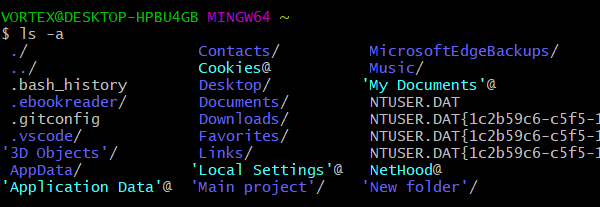 VORTEX@DESKTOP-HPBU4GB MINGW64 ~
$ ls -a
./ Contacts/ MicrosoftEdgeBackups/
../ Cookies@ Music/
.bash_history Desktop/ 'My Documents'@
.ebookreader/ Documents/ NTUSER.DAT
.gitconfig Downloads/ NTUSER.DAT{1c2b59c6-c5f5-1
.vscode/ Favorites/ NTUSER.DAT{1c2b59c6-c5f5-1
'3D Objects'/ Links/ NTUSER.DAT{1c2b59c6-c5f5-1
AppData/ 'Local Settings'@ NetHood@
'Application Data'@ 'Main project'/ 'New folder'/